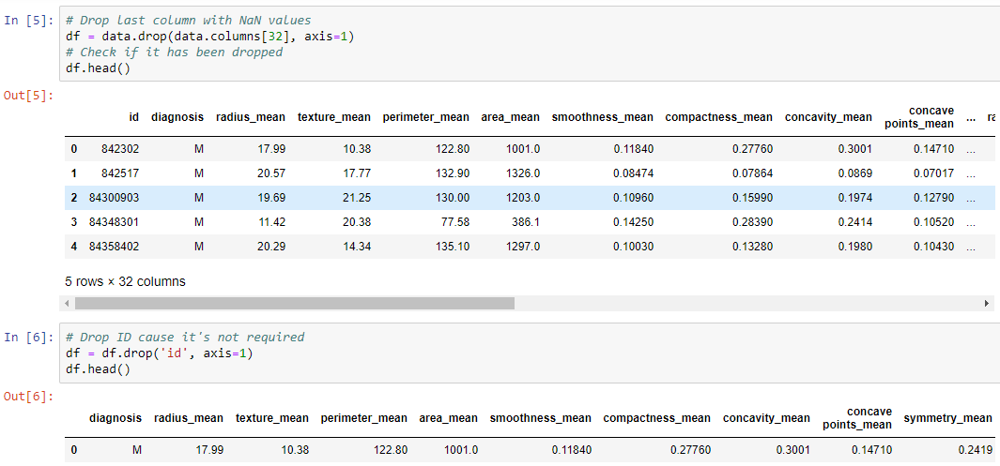 In [5]: # Drop last column with NaN values
df = data.drop(data.columns[32], axis=1)
# Check if it has been dropped
df.head()
Out[5]:
id diagnosis radius_mean texture_mean perimeter_mean area_mean smoothness_mean compactness_mean concavity_mean concave points_mean ... ra
0 842302 M 17.99 10.38 122.80 1001.0 0.11840 0.27760 0.3001 0.14710 ...
1 842517 M 20.57 17.77 132.90 1326.0 0.08474 0.07864 0.0869 0.07017 ...
2 84300903 M 19.69 21.25 130.00 1203.0 0.10960 0.15990 0.1974 0.12790 ...
3 84348301 M 11.42 20.38 77.58 386.1 0.14250 0.28390 0.2414 0.10520 ...
4 84358402 M 20.29 14.34 135.10 1297.0 0.10030 0.13280 0.1980 0.10430 ...
5 rows × 32 columns
In [6]: # Drop ID cause it's not required
df = df.drop('id', axis=1)
df.head()
Out[6]:
diagnosis radius_mean texture_mean perimeter_mean area_mean smoothness_mean compactness_mean concavity_mean concave points_mean symmetry_mean
0 M 17.99 10.38 122.80 1001.0 0.11840 0.27760 0.3001 0.14710 0.2419